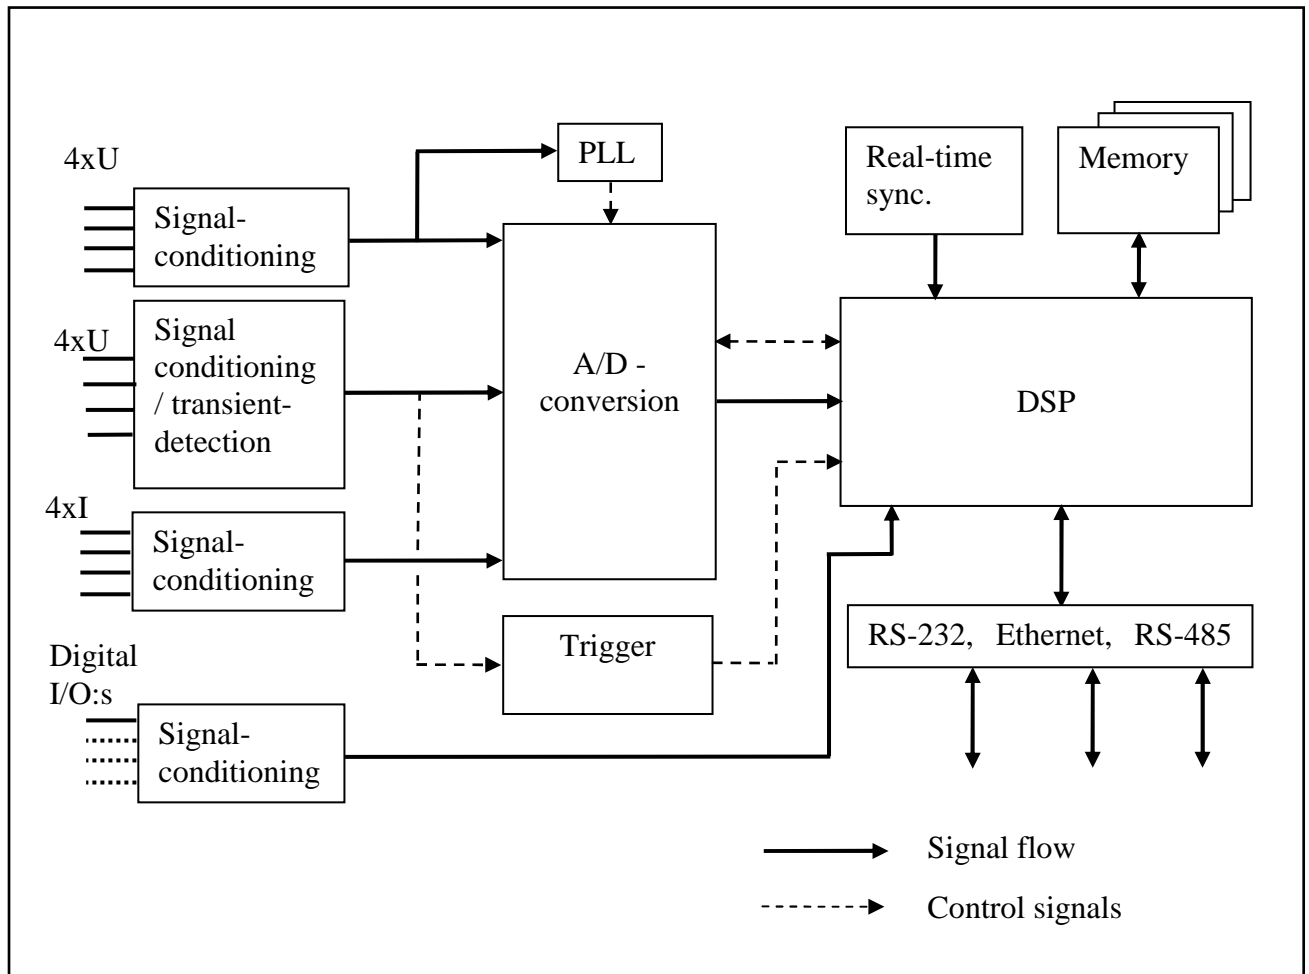 4xU
Signal-
conditioning
PLL
Real-time
sync.
Memory
4xU
Signal
conditioning
/ transient-
detection
A/D -
conversion
DSP
4xI
Signal-
conditioning
Trigger
RS-232, Ethernet, RS-485
Digital
I/O:s
Signal-
conditioning
Signal flow
Control signals